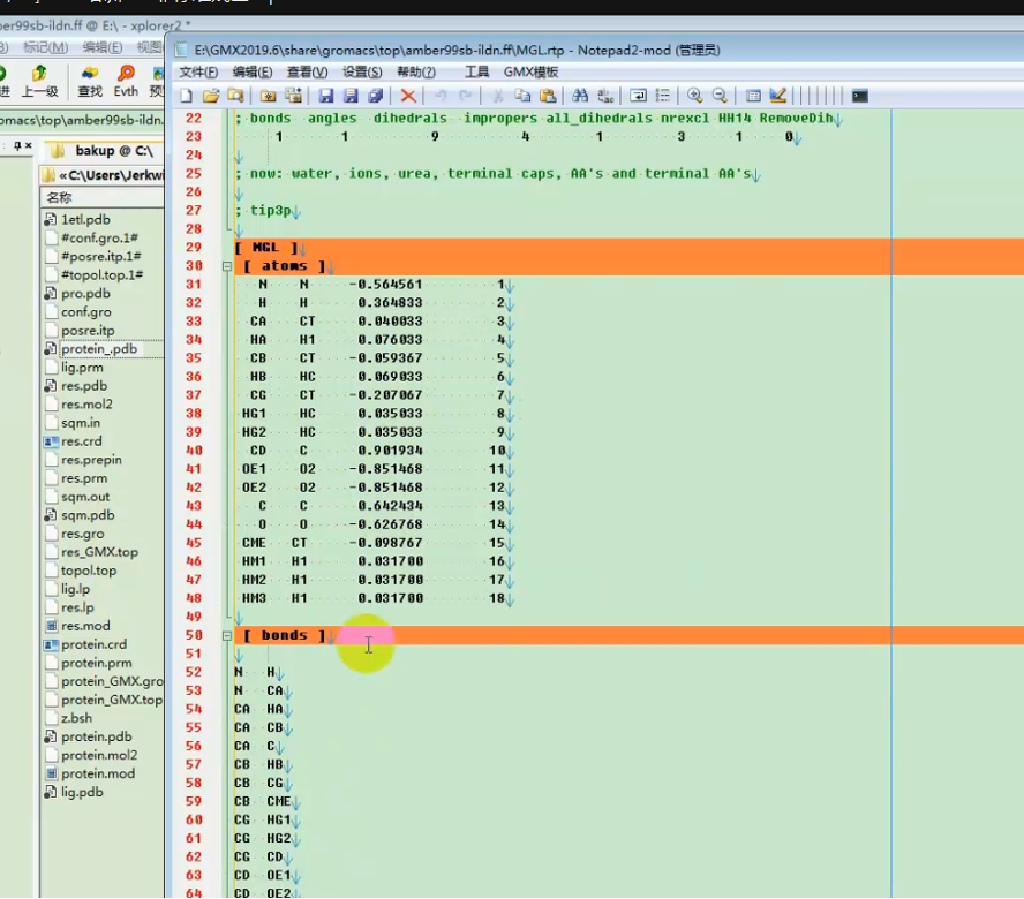 er99sb-ildn.ff @ E:\ - xplorer2 *
标记(M) 编辑(E) 视图
进 上一级 查找 Evth 预
omacs\top\amber99sb-ildn.
bakup @ C:\
«C:\Users\Jerkwi
名称
1etl.pdb
#conf.gro.1#
#posre.itp.1#
#topol.top.1#
pro.pdb
conf.gro
posre.itp
protein_.pdb
lig.prm
res.pdb
res.mol2
sqm.in
res.crd
res.prepin
res.prm
sqm.out
sqm.pdb
res.gro
res_GMX.top
topol.top
lig.lp
res.lp
res.mod
protein.crd
protein.prm
protein_GMX.gro
protein_GMX.top
z.bsh
protein.pdb
protein.mol2
protein.mod
lig.pdb
E:\GMX2019.6\share\gromacs\top\amber99sb-ildn.ff\MGL.rtp - Notepad2-mod (管理员)
文件(F) 编辑(E) 查看(V) 设置(S) 帮助(?) 工具 GMX模板
22 ; bonds angles dihedrals impropers all_dihedrals nrexcl HH14 RemoveDih
23 1 1 9 4 1 3 1 0
24
25 ; now: water, ions, urea, terminal caps, AA's and terminal AA's
26
27 ; tip3p
28
29 [ MGL ]
30 [ atoms ]
31 N N -0.564561 1
32 H H 0.364833 2
33 CA CT 0.040033 3
34 HA H1 0.076033 4
35 CB CT -0.059367 5
36 HB HC 0.069033 6
37 CG CT -0.207067 7
38 HG1 HC 0.035033 8
39 HG2 HC 0.035033 9
40 CD C 0.901934 10
41 OE1 O2 -0.851468 11
42 OE2 O2 -0.851468 12
43 C C 0.642434 13
44 O O -0.626768 14
45 CME CT -0.098767 15
46 HM1 H1 0.031700 16
47 HM2 H1 0.031700 17
48 HM3 H1 0.031700 18
49
50 [ bonds ]
51
52 N H
53 N CA
54 CA HA
55 CA CB
56 CA C
57 CB HB
58 CB CG
59 CB CME
60 CG HG1
61 CG HG2
62 CG CD
63 CD OE1
64 CD OE2